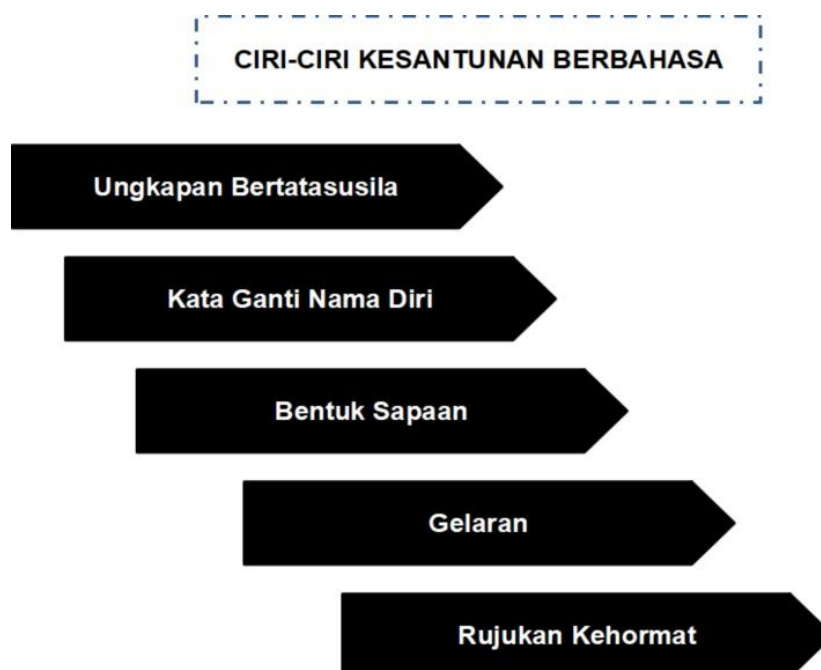 CIRI-CIRI KESANTUNAN BERBAHASA
Ungkapan Bertatasusila
Kata Ganti Nama Diri
Bentuk Sapaan
Gelaran
Rujukan Kehormat